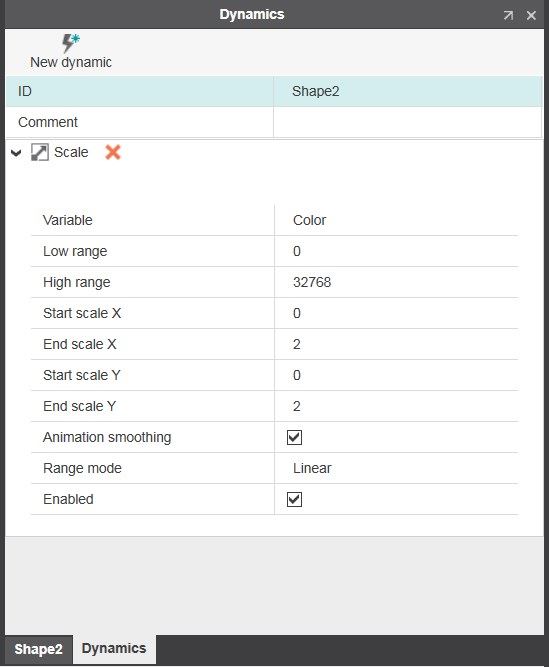 Dynamics
New dynamic
ID Shape2
Comment
Scale
Variable Color
Low range 0
High range 32768
Start scale X 0
End scale X 2
Start scale Y 0
End scale Y 2
Animation smoothing
Range mode Linear
Enabled
Shape2 Dynamics